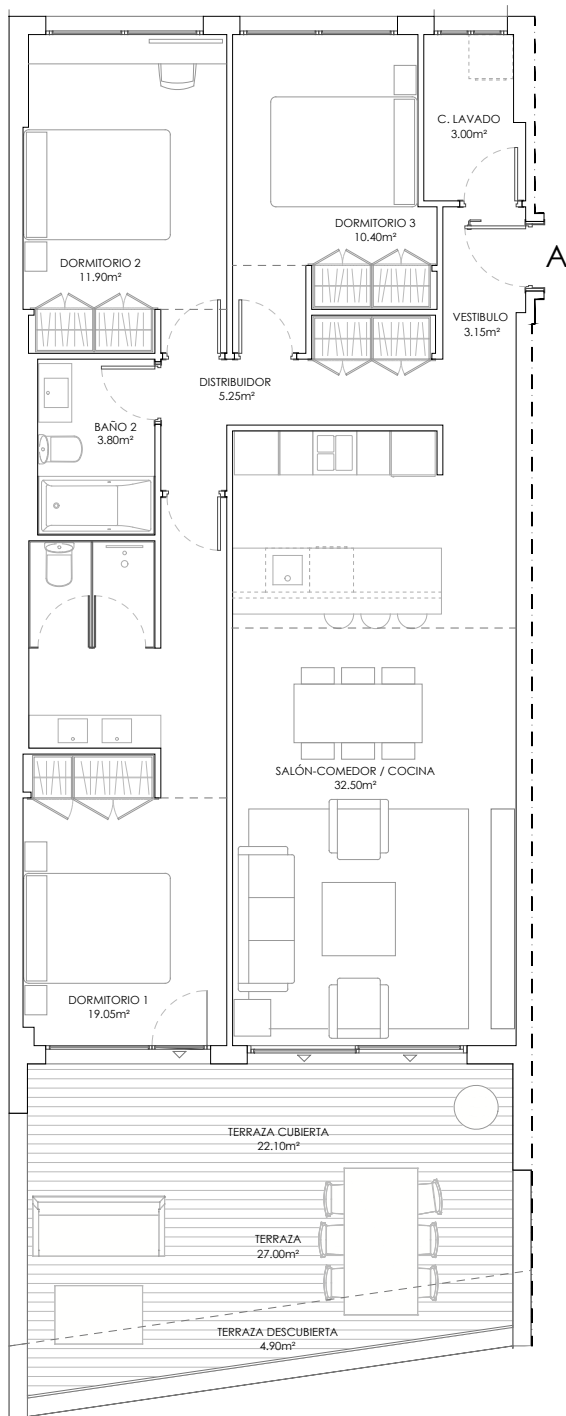 C. LAVADO
3.00m²
DORMITORIO 3
10.40m²
A
DORMITORIO 2
11.90m²
VESTIBULO
3.15m²
DISTRIBUIDOR
5.25m²
BAÑO 2
3.80m²
SALÓN-COMEDOR / COCINA
32.50m²
DORMITORIO 1
19.05m²
TERRAZA CUBIERTA
22.10m²
TERRAZA
27.00m²
TERRAZA DESCUBIERTA
4.90m²